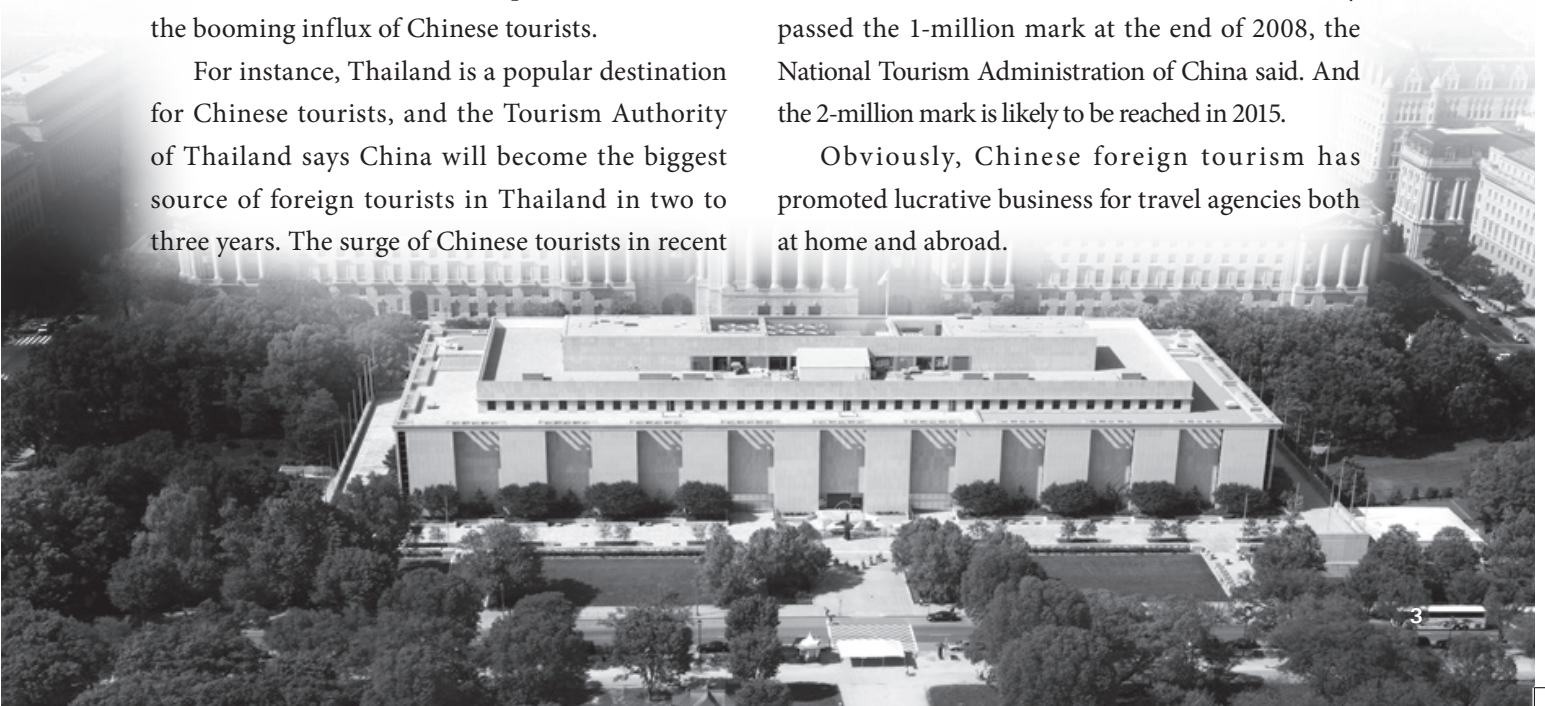 the booming influx of Chinese tourists.
For instance, Thailand is a popular destination
for Chinese tourists, and the Tourism Authority
of Thailand says China will become the biggest
source of foreign tourists in Thailand in two to
three years. The surge of Chinese tourists in recent
passed the 1-million mark at the end of 2008, the
National Tourism Administration of China said. And
the 2-million mark is likely to be reached in 2015.
Obviously, Chinese foreign tourism has
promoted lucrative business for travel agencies both
at home and abroad.
3